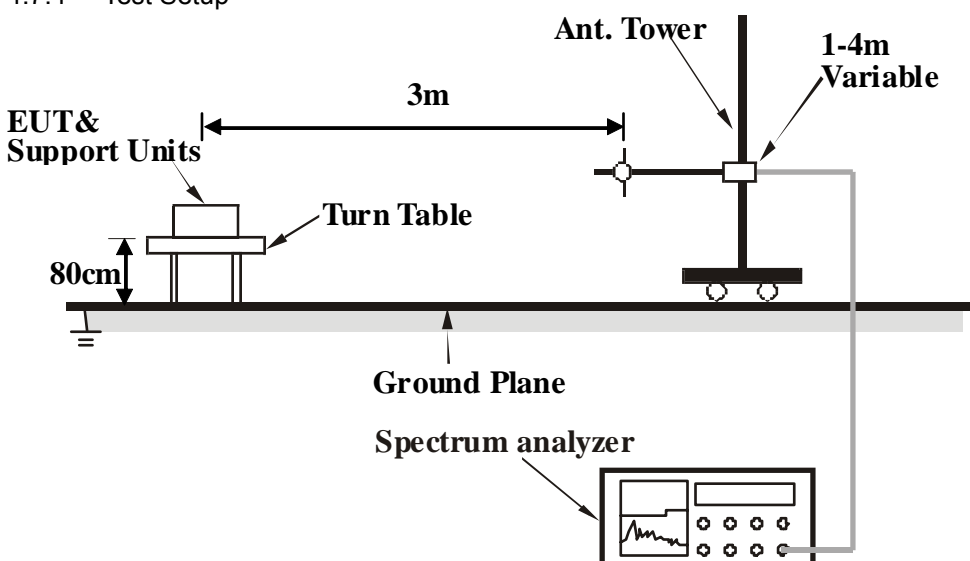 Test Setup
Ant. Tower
1-4m
Variable
3m
EUT&
Support Units
Turn Table
80cm
Ground Plane
Spectrum analyzer